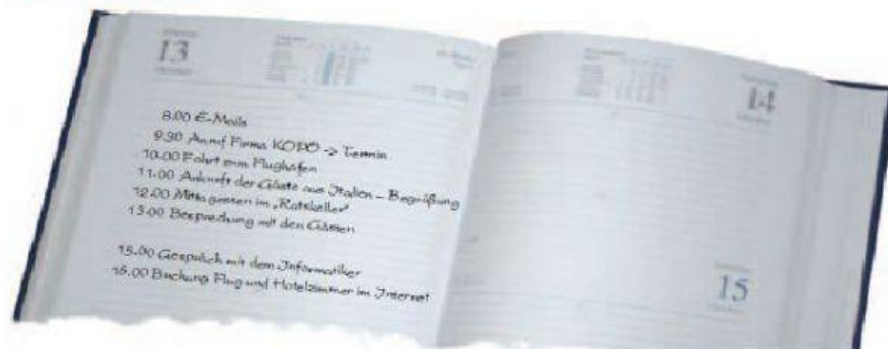 13
8.00 E-Mails
9.30 Anruf Firma KOPO -> Termin
10.00 Fahrt zum Flughafen
11.00 Ankunft der Gäste aus Italien – Begrüßung
12.00 Mittagessen im „Ratskeller"
13.00 Besprechung mit den Gästen
15.00 Gespräch mit dem Informatiker
16.00 Buchung Flug und Hotelzimmer im Internet
14
15